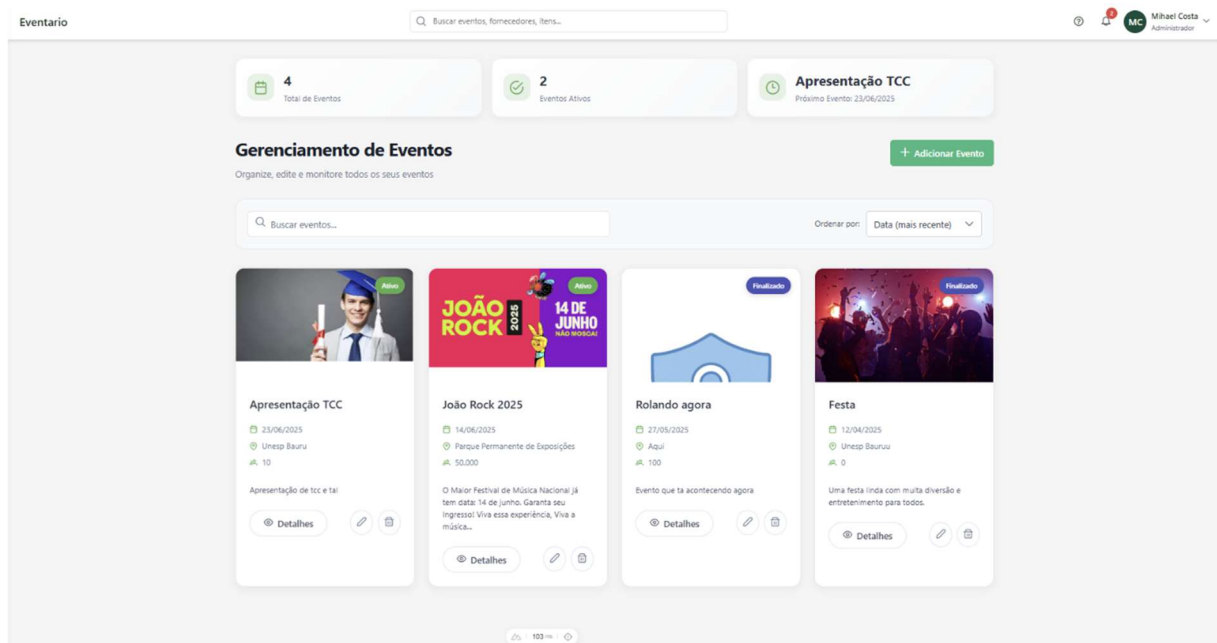 Eventario
Buscar eventos, fornecedores, itens...
2
MC
Mihael Costa
Administrador
4
Total de Eventos
2
Eventos Ativos
Apresentação TCC
Próximo Evento: 23/06/2025
Gerenciamento de Eventos
Organize, edite e monitore todos os seus eventos
+ Adicionar Evento
Buscar eventos...
Ordenar por:
Data (mais recente)
Ativo
Apresentação TCC
23/06/2025
Unesp Bauru
10
Apresentação de tcc e tal
Detalhes
Ativo
JOÃO
ROCK
2025
14 DE
JUNHO
NÃO MOSCA!
João Rock 2025
14/06/2025
Parque Permanente de Exposições
50.000
O Maior Festival de Música Nacional já
tem data: 14 de junho. Garanta seu
Ingresso! Viva essa experiência, Viva a
música...
Detalhes
Finalizado
Rolando agora
27/05/2025
Aqui
100
Evento que ta acontecendo agora
Detalhes
Finalizado
Festa
12/04/2025
Unesp Bauruu
0
Uma festa linda com muita diversão e
entretenimento para todos.
Detalhes
103 ms